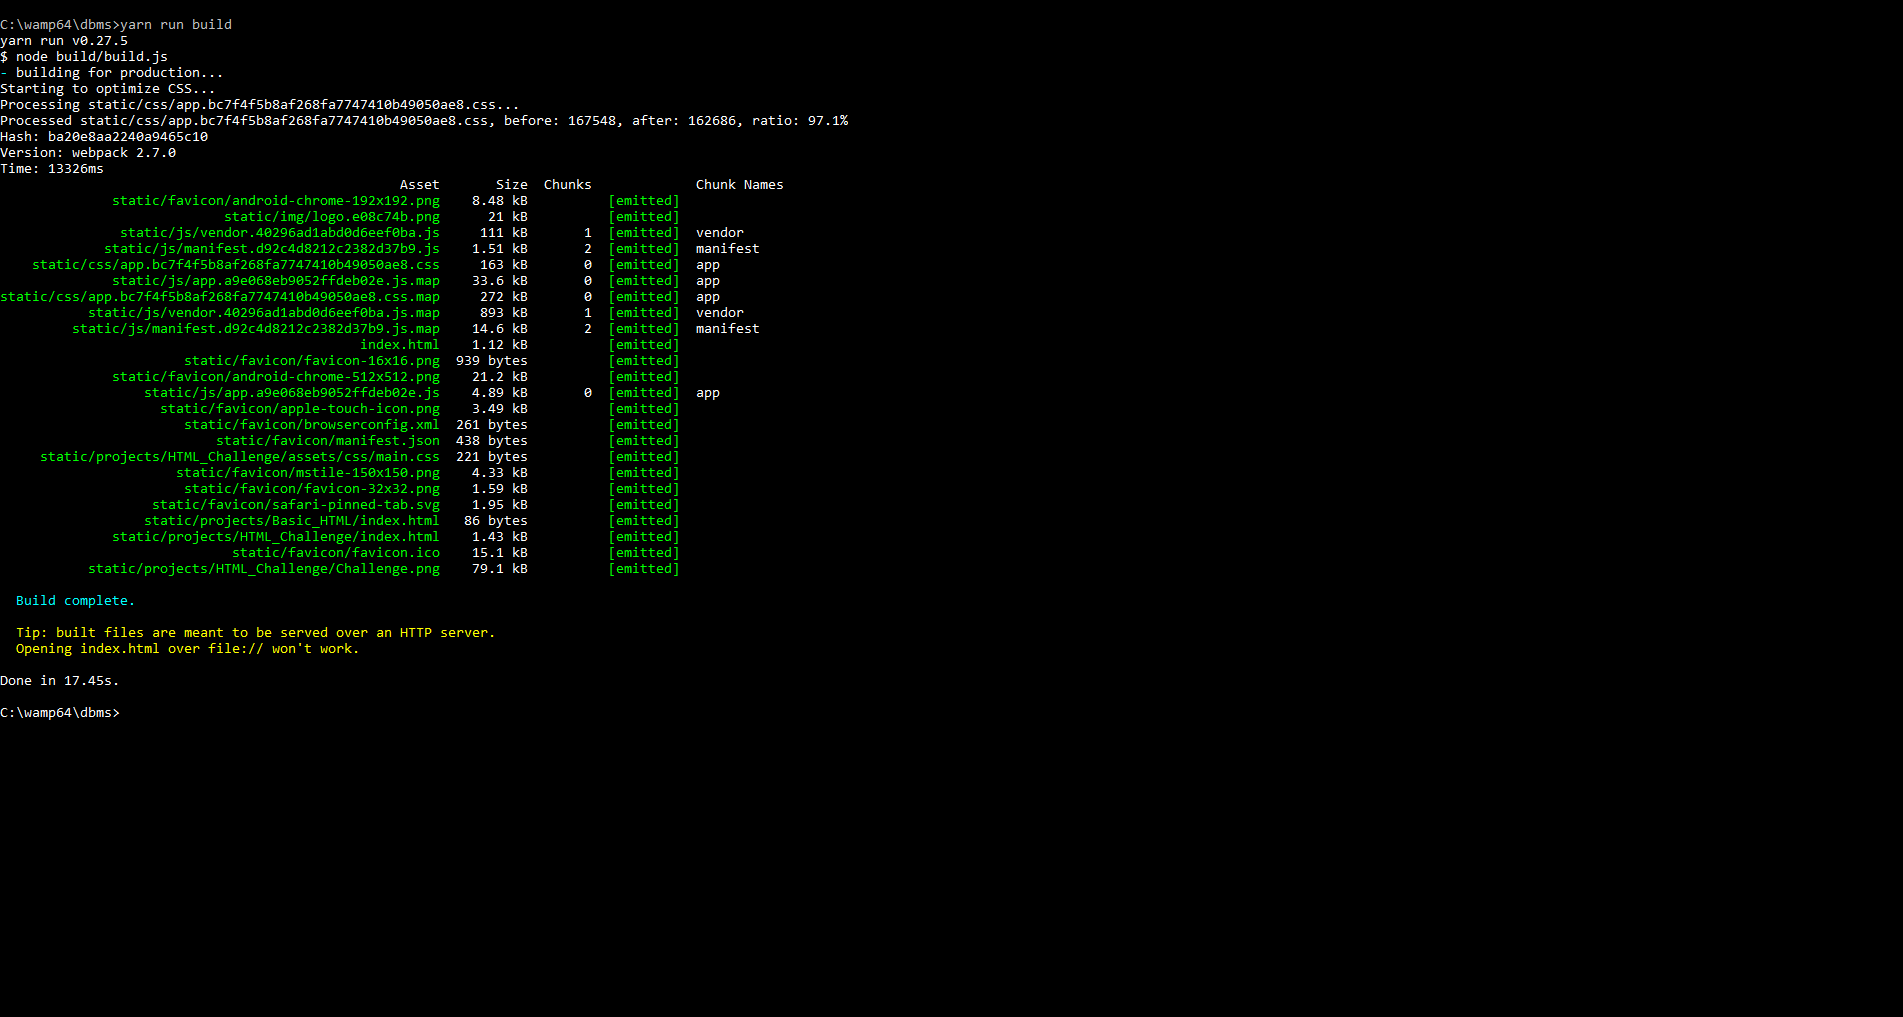 C:\wamp64\dbms>yarn run build
yarn run v0.27.5
$ node build/build.js
- building for production...
Starting to optimize CSS...
Processing static/css/app.bc7f4f5b8af268fa7747410b49050ae8.css...
Processed static/css/app.bc7f4f5b8af268fa7747410b49050ae8.css, before: 167548, after: 162686, ratio: 97.1%
Hash: ba20e8aa2240a9465c10
Version: webpack 2.7.0
Time: 13326ms
Asset Size Chunks Chunk Names
static/favicon/android-chrome-192x192.png 8.48 kB [emitted]
static/img/logo.e08c74b.png 21 kB [emitted]
static/js/vendor.40296ad1abd0d6eef0ba.js 111 kB 1 [emitted] vendor
static/js/manifest.d92c4d8212c2382d37b9.js 1.51 kB 2 [emitted] manifest
static/css/app.bc7f4f5b8af268fa7747410b49050ae8.css 163 kB 0 [emitted] app
static/js/app.a9e068eb9052ffdeb02e.js.map 33.6 kB 0 [emitted] app
static/css/app.bc7f4f5b8af268fa7747410b49050ae8.css.map 272 kB 0 [emitted] app
static/js/vendor.40296ad1abd0d6eef0ba.js.map 893 kB 1 [emitted] vendor
static/js/manifest.d92c4d8212c2382d37b9.js.map 14.6 kB 2 [emitted] manifest
index.html 1.12 kB [emitted]
static/favicon/favicon-16x16.png 939 bytes [emitted]
static/favicon/android-chrome-512x512.png 21.2 kB [emitted]
static/js/app.a9e068eb9052ffdeb02e.js 4.89 kB 0 [emitted] app
static/favicon/apple-touch-icon.png 3.49 kB [emitted]
static/favicon/browserconfig.xml 261 bytes [emitted]
static/favicon/manifest.json 438 bytes [emitted]
static/projects/HTML_Challenge/assets/css/main.css 221 bytes [emitted]
static/favicon/mstile-150x150.png 4.33 kB [emitted]
static/favicon/favicon-32x32.png 1.59 kB [emitted]
static/favicon/safari-pinned-tab.svg 1.95 kB [emitted]
static/projects/Basic_HTML/index.html 86 bytes [emitted]
static/projects/HTML_Challenge/index.html 1.43 kB [emitted]
static/favicon/favicon.ico 15.1 kB [emitted]
static/projects/HTML_Challenge/Challenge.png 79.1 kB [emitted]
Build complete.
Tip: built files are meant to be served over an HTTP server.
Opening index.html over file:// won't work.
Done in 17.45s.
C:\wamp64\dbms>